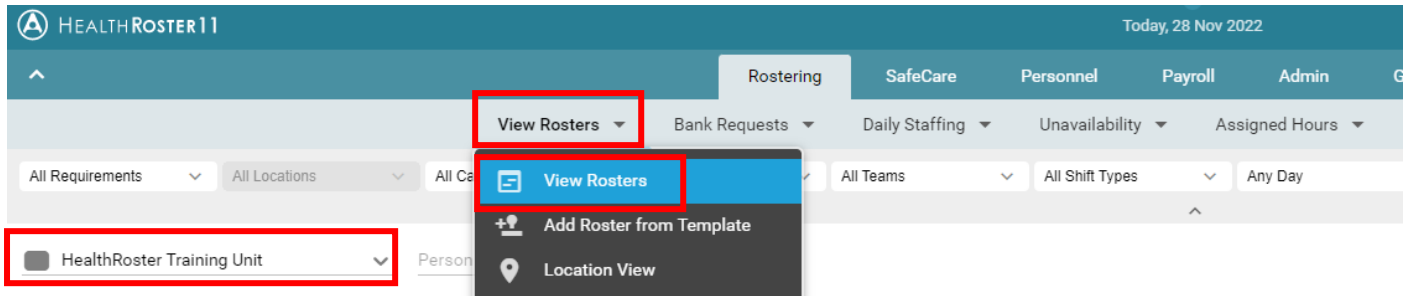 HEALTHROSTER11
Today, 28 Nov 2022
Rostering SafeCare Personnel Payroll Admin G
View Rosters Bank Requests Daily Staffing Unavailability Assigned Hours
All Requirements All Locations All Ca All Teams All Shift Types Any Day
View Rosters
Add Roster from Template
HealthRoster Training Unit Person
Location View